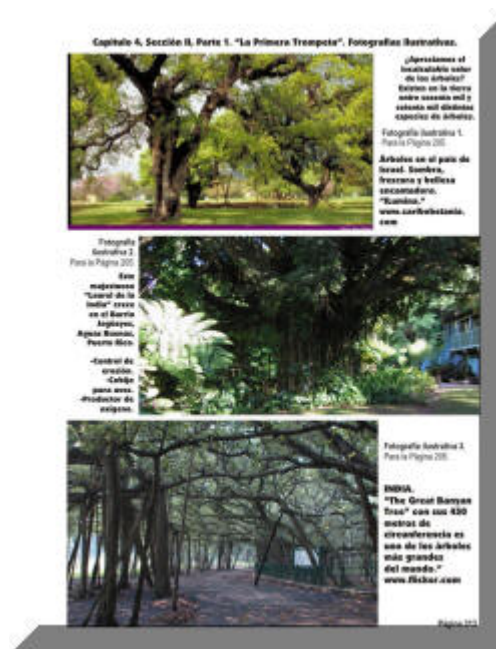 Capítulo 4, Sección II, Parte 1. "La Primera Trompeta". Fotografías ilustrativas.
¿Apreciamos el
incalculable valor
de los árboles?
Existen en la tierra
entre sesenta mil y
setenta mil distintas
especies de árboles.
Fotografía ilustrativa 1.
Para la Página 205.
Árboles en el país de
Israel. Sombra,
frescura y belleza
encantadora.
www.caribbotania.
com
Fotografía
ilustrativa 2.
Para la Página 205.
Este
majestuoso
"Laurel de la
India" crece
en el Barrio
Jagüeyes,
Aguas Buenas,
Puerto Rico.
-Control de
erosión.
-Cobijo
para aves.
-Productor de
oxígeno.
Fotografía ilustrativa 3.
Para la Página 205.
INDIA.
"The Great Banyan
Tree" con sus 420
metros de
circunferencia es
uno de los árboles
más grandes
del mundo."
www.flicker.com
Página 212